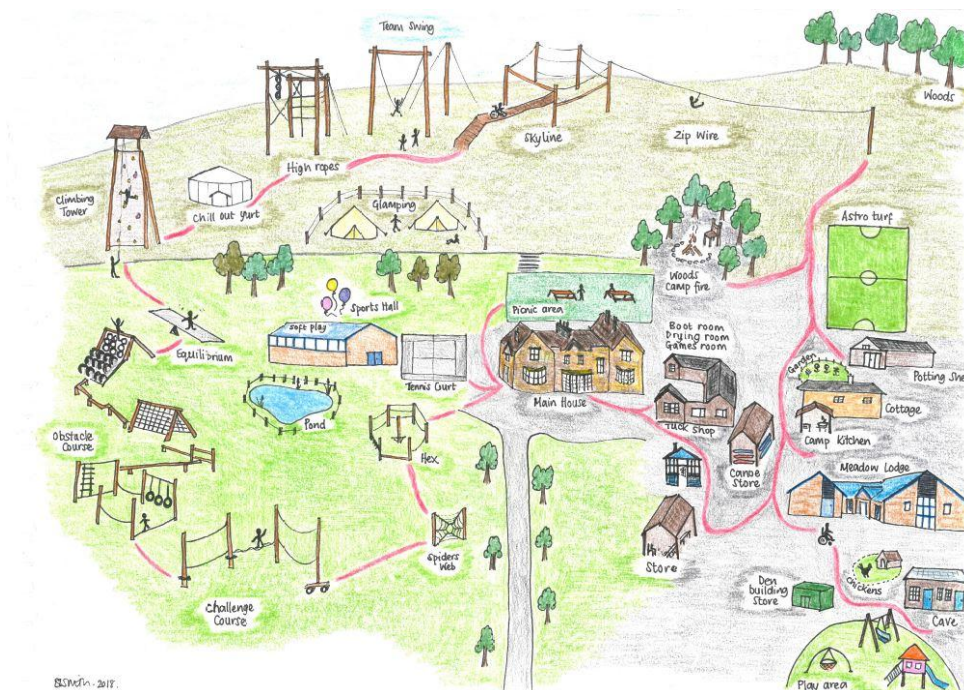 Team Swing
Woods
Skyline
Zip Wire
High ropes
Climbing
Tower
Chill out yurt
Glamping
Astro turf
Woods
Camp fire
Picnic area
Sports Hall
Soft play
Equilibrium
Tennis Court
Boot room
Drying room
Games room
Garden
Potting She
Main House
Tuck Shop
Cottage
Camp Kitchen
Pond
Hex
Obstacle
Course
Canoe
Store
Meadow Lodge
Spiders
Web
Store
Chickens
Den
building
Store
Challenge
Course
Cave
Play area
2018.